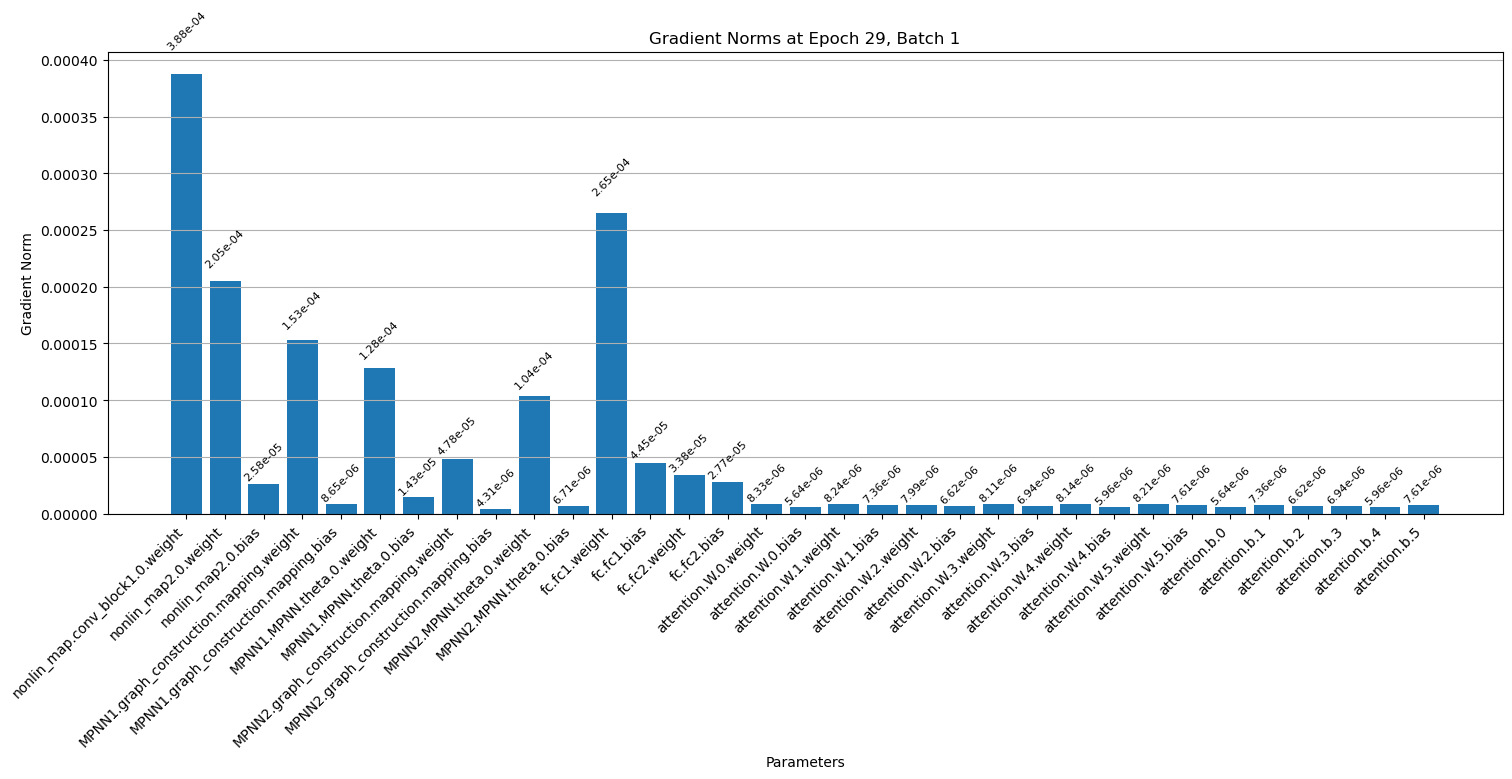 Gradient Norms at Epoch 29, Batch 1
Gradient Norm
0.00040
0.00035
0.00030
0.00025
0.00020
0.00015
0.00010
0.00005
0.00000
3.88e-04
2.05e-04
2.58e-05
1.53e-04
8.65e-06
1.28e-04
1.43e-05
4.78e-05
4.31e-06
1.04e-04
6.71e-06
2.65e-04
4.45e-05
3.38e-05
2.77e-05
8.33e-06
5.64e-06
8.24e-06
7.36e-06
7.99e-06
6.62e-06
8.11e-06
6.94e-06
8.14e-06
5.96e-06
8.21e-06
7.61e-06
5.64e-06
7.36e-06
6.62e-06
6.94e-06
5.96e-06
7.61e-06
nonlin_map.conv_block1.0.weight
nonlin_map2.0.weight
nonlin_map2.0.bias
MPNN1.graph_construction.mapping.weight
MPNN1.graph_construction.mapping.bias
MPNN1.MPNN.theta.0.weight
MPNN1.MPNN.theta.0.bias
MPNN2.graph_construction.mapping.weight
MPNN2.graph_construction.mapping.bias
MPNN2.MPNN.theta.0.weight
MPNN2.MPNN.theta.0.bias
fc.fc1.weight
fc.fc1.bias
fc.fc2.weight
fc.fc2.bias
attention.W.0.weight
attention.W.0.bias
attention.W.1.weight
attention.W.1.bias
attention.W.2.weight
attention.W.2.bias
attention.W.3.weight
attention.W.3.bias
attention.W.4.weight
attention.W.4.bias
attention.W.5.weight
attention.W.5.bias
attention.b.0
attention.b.1
attention.b.2
attention.b.3
attention.b.4
attention.b.5
Parameters